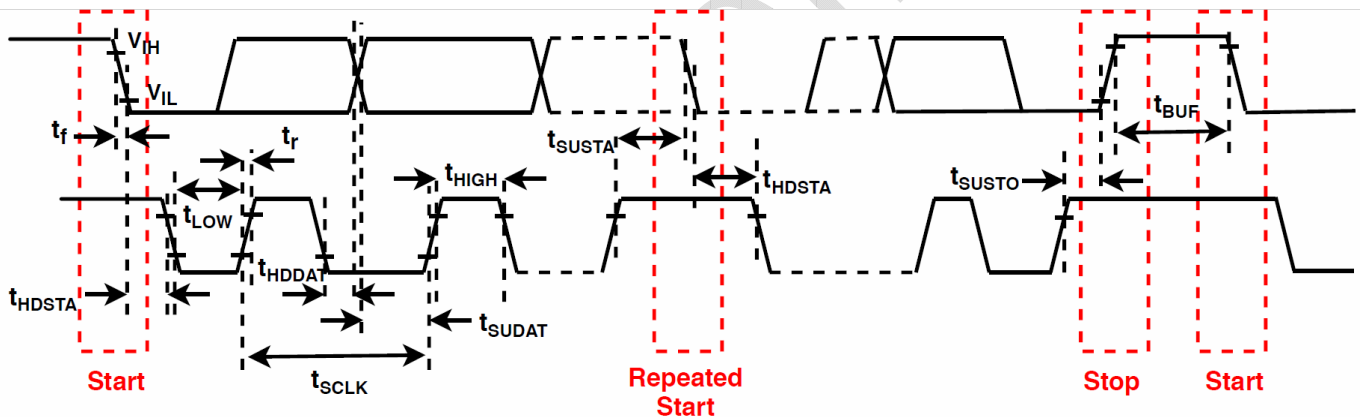 VIH
VIL
tf
tr
tLOW
tHDSTA
tHDDAT
tSCLK
tSUDAT
tHIGH
tSUSTA
tHDSTA
tSUSTO
tBUF
Start
Repeated
Start
Stop
Start